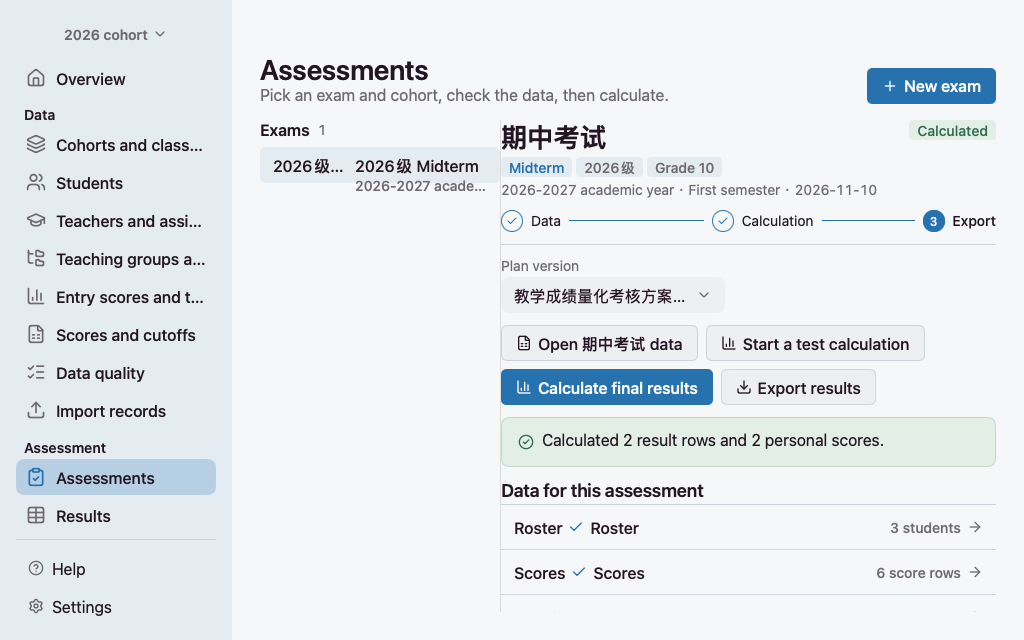 2026 cohort
Overview
Data
Cohorts and class...
Students
Teachers and assi...
Teaching groups a...
Entry scores and t...
Scores and cutoffs
Data quality
Import records
Assessment
Assessments
Results
Help
Settings
Assessments
Pick an exam and cohort, check the data, then calculate.
New exam
Exams 1
2026级... 2026级 Midterm
2026-2027 acade...
期中考试
Calculated
Midterm 2026级 Grade 10
2026-2027 academic year · First semester · 2026-11-10
Data Calculation 3 Export
Plan version
教学成绩量化考核方案...
Open 期中考试 data Start a test calculation
Calculate final results Export results
Calculated 2 result rows and 2 personal scores.
Data for this assessment
Roster Roster 3 students
Scores Scores 6 score rows